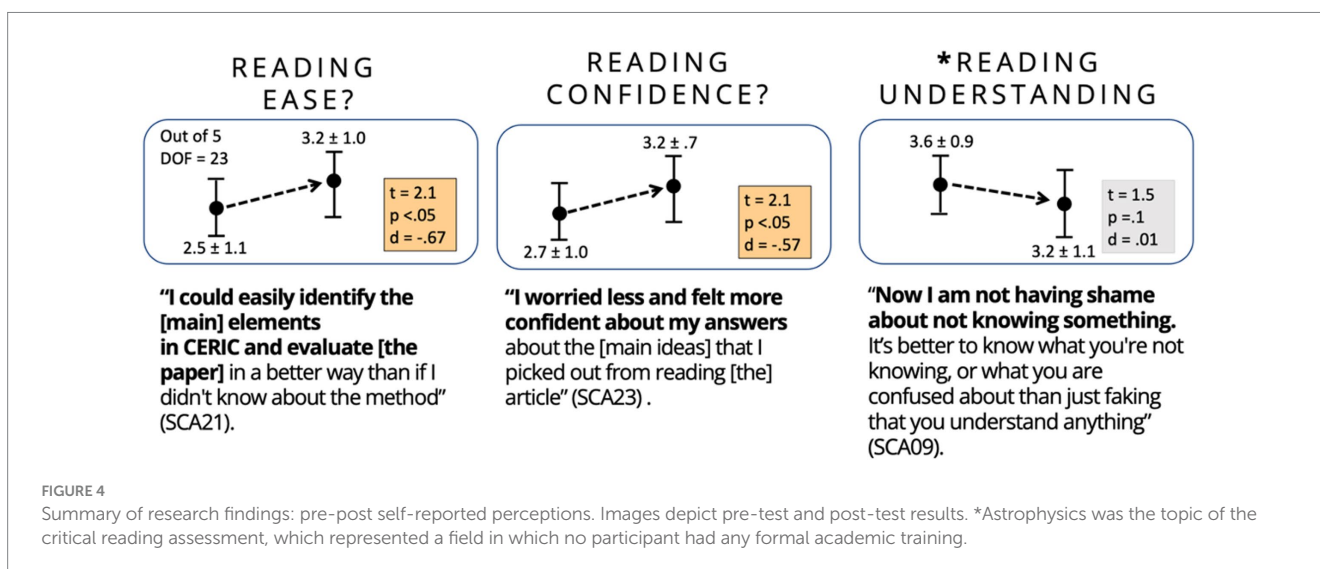 READING
EASE?
Out of 5
DOF = 23
3.2 ± 1.0
2.5 ± 1.1
t = 2.1
p <.05
d = -.67
“I could easily identify the
[main] elements
in CERIC and evaluate [the
paper] in a better way than if I
didn't know about the method”
(SCA21).
READING
CONFIDENCE?
3.2 ± .7
2.7 ± 1.0
t = 2.1
p <.05
d = -.57
“I worried less and felt more
confident about my answers
about the [main ideas] that I
picked out from reading [the]
article” (SCA23) .
*READING
UNDERSTANDING
3.6 ± 0.9
3.2 ± 1.1
t = 1.5
p =.1
d = .01
“Now I am not having shame
about not knowing something.
It’s better to know what you're not
knowing, or what you are
confused about than just faking
that you understand anything”
(SCA09).
FIGURE 4
Summary of research findings: pre-post self-reported perceptions. Images depict pre-test and post-test results. *Astrophysics was the topic of the
critical reading assessment, which represented a field in which no participant had any formal academic training.